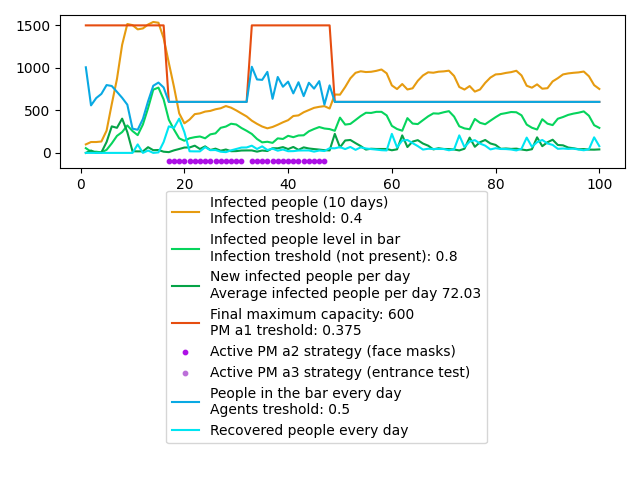 1500
1000
500
0
0
20
40
60
80
100
Infected people (10 days)
Infection treshold: 0.4
Infected people level in bar
Infection treshold (not present): 0.8
New infected people per day
Average infected people per day 72.03
Final maximum capacity: 600
PM a1 treshold: 0.375
Active PM a2 strategy (face masks)
Active PM a3 strategy (entrance test)
People in the bar every day
Agents treshold: 0.5
Recovered people every day